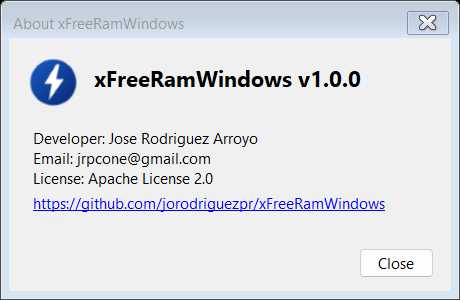 About xFreeRamWindows
xFreeRamWindows v1.0.0
Developer: Jose Rodriguez Arroyo
Email: jrpcone@gmail.com
License: Apache License 2.0
https://github.com/jorodriguezpr/xFreeRamWindows
Close